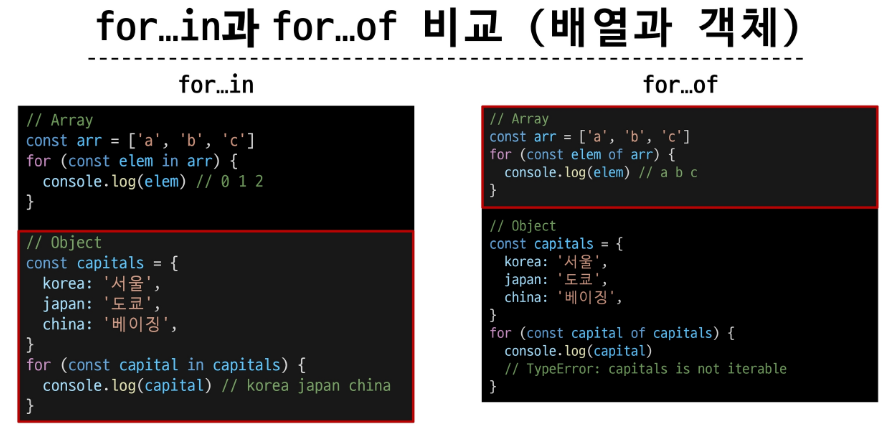 for…in과 for…of 비교 (배열과 객체)
for…in
// Array
const arr = ['a', 'b', 'c']
for (const elem in arr) {
  console.log(elem) // 0 1 2
}
// Object
const capitals = {
  korea: '서울',
  japan: '도쿄',
  china: '베이징',
}
for (const capital in capitals) {
  console.log(capital) // korea japan china
}
for…of
// Array
const arr = ['a', 'b', 'c']
for (const elem of arr) {
  console.log(elem) // a b c
}
// Object
const capitals = {
  korea: '서울',
  japan: '도쿄',
  china: '베이징',
}
for (const capital of capitals) {
  console.log(capital)
  // TypeError: capitals is not iterable
}